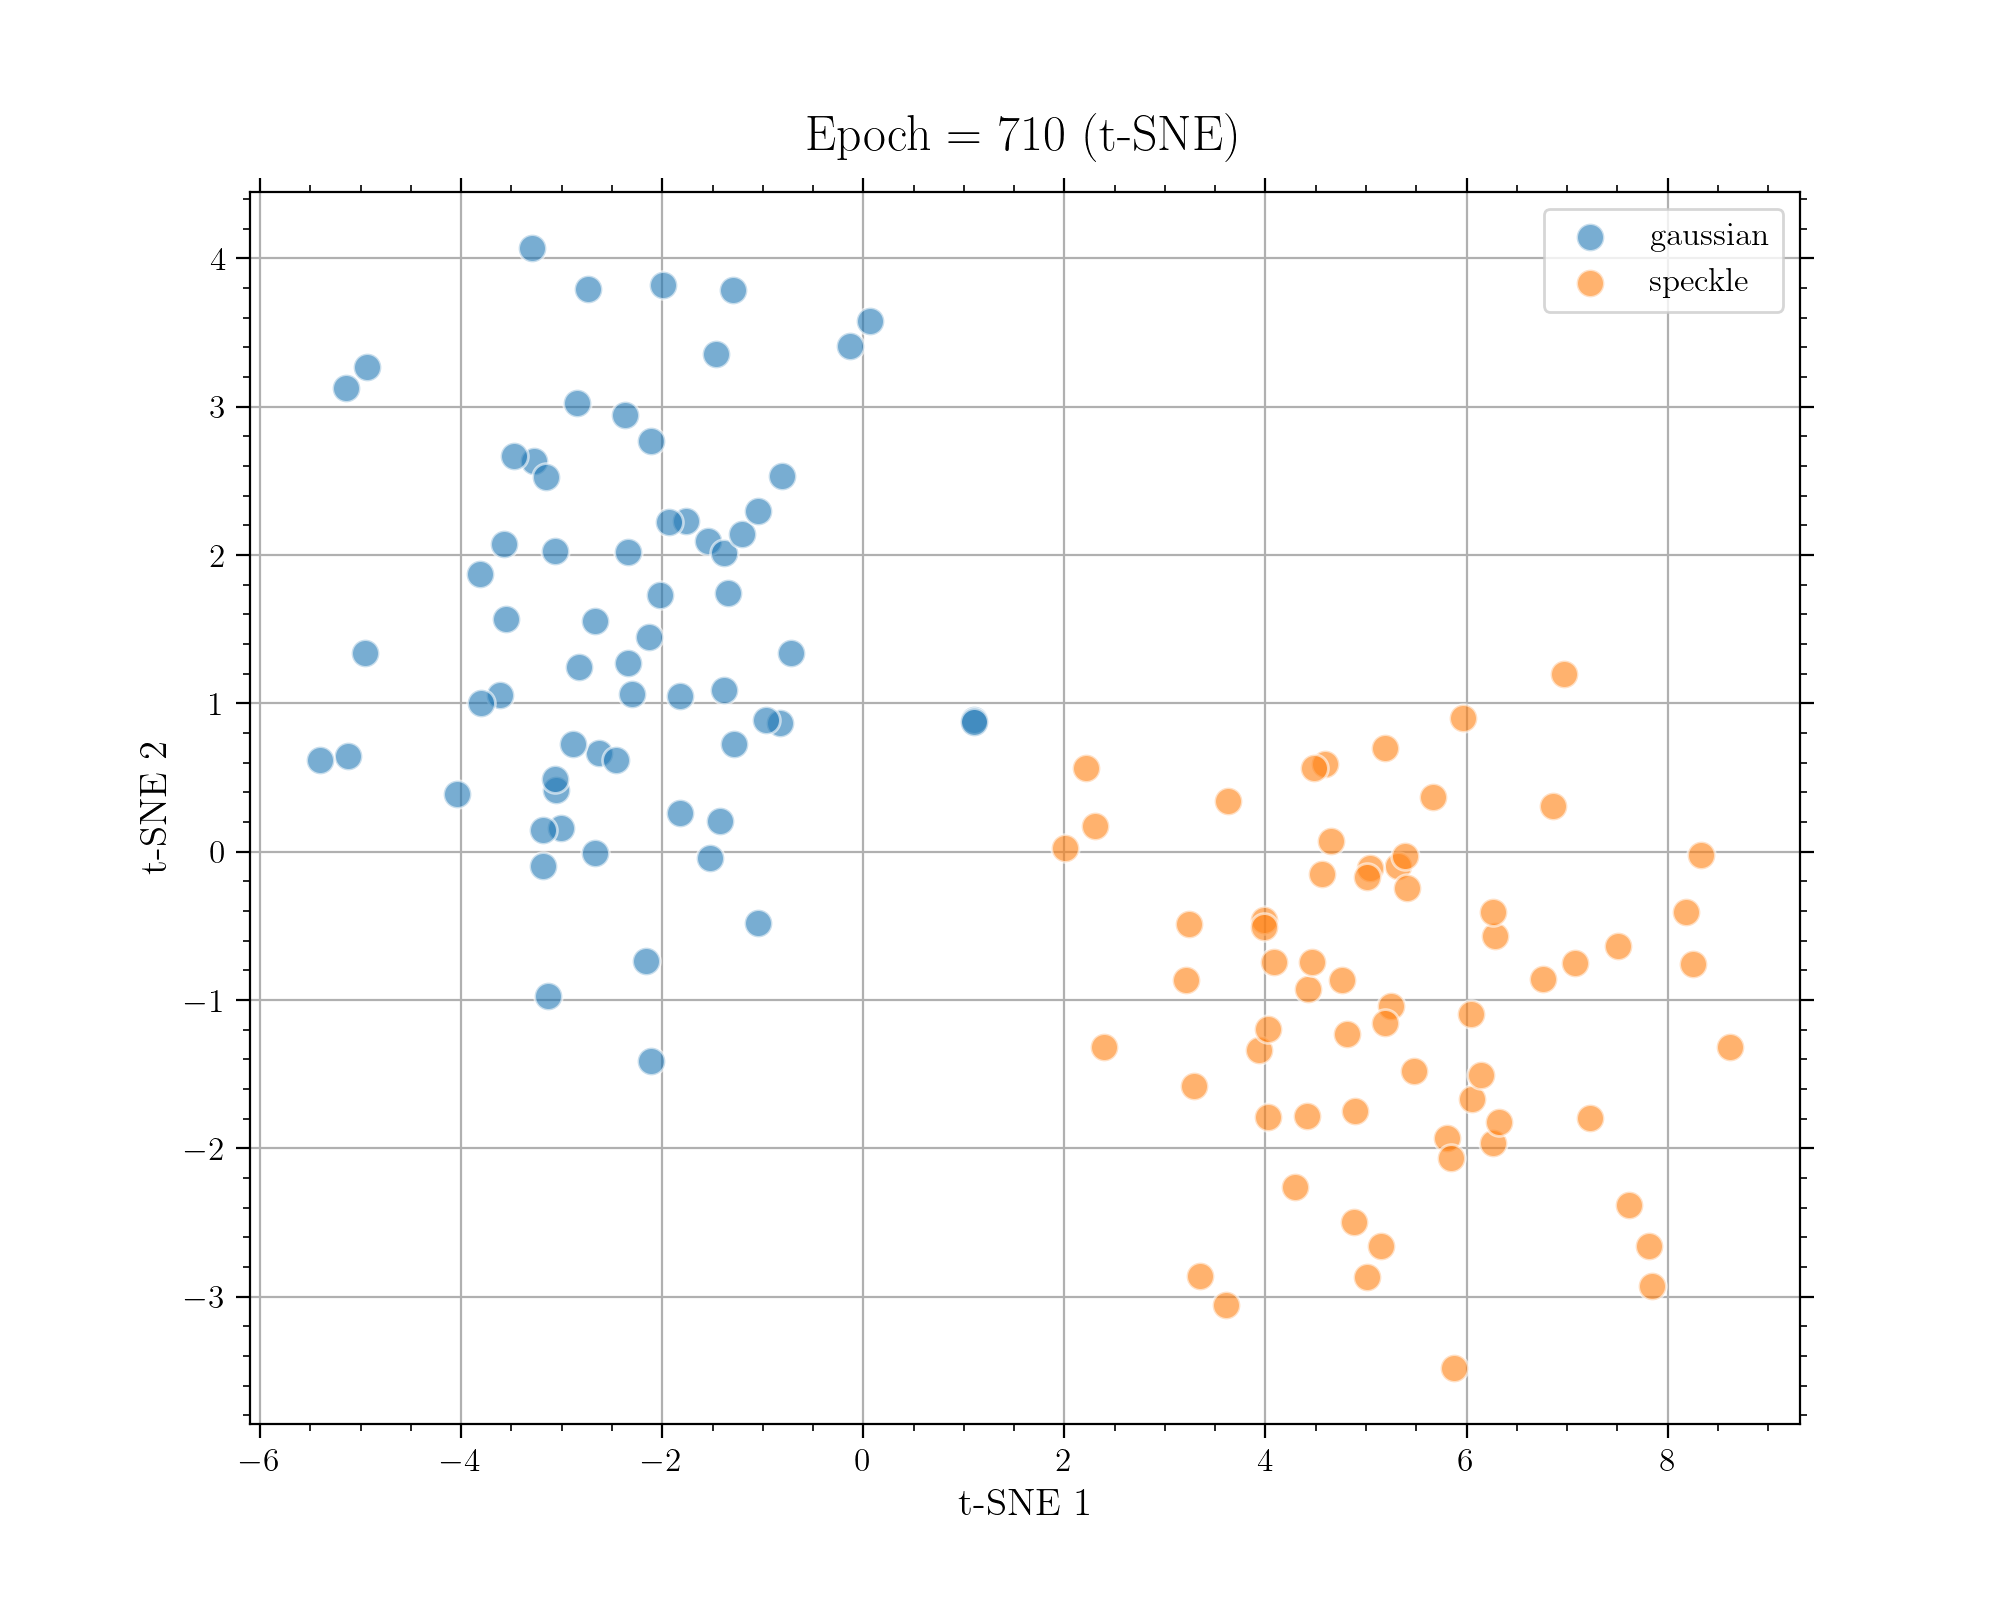 Epoch = 710 (t-SNE)
gaussian
speckle
4
3
2
1
0
−1
−2
−3
t-SNE 2
−6 −4 −2 0 2 4 6 8
t-SNE 1